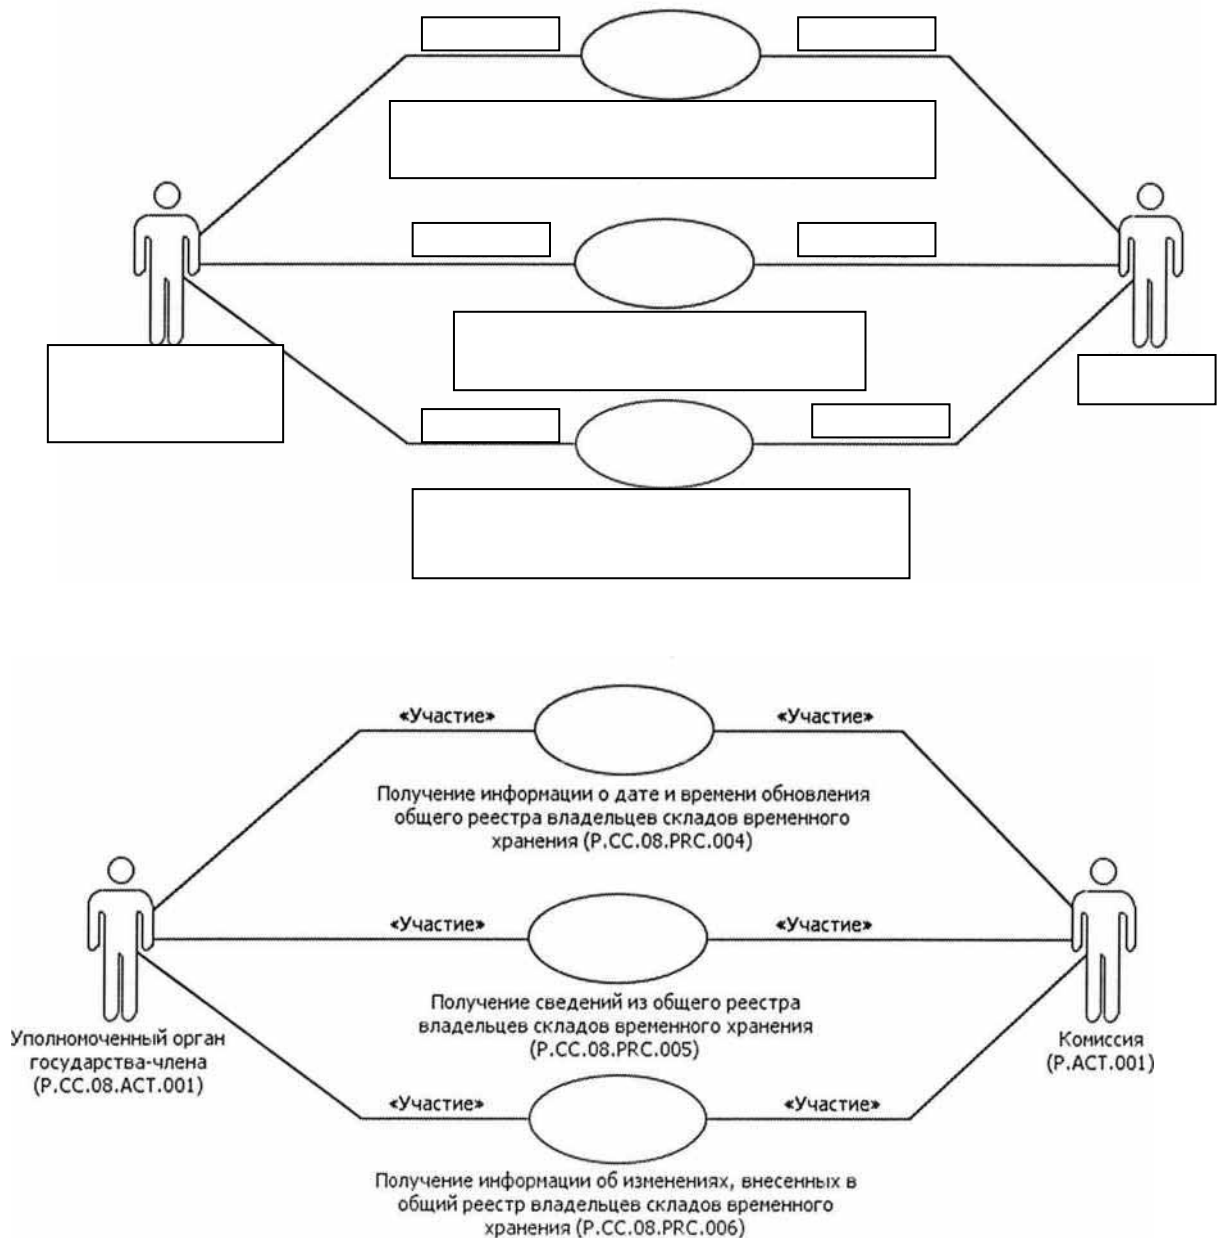 «Участие» «Участие»
Получение информации о дате и времени обновления
общего реестра владельцев складов временного
хранения (P.CC.08.PRC.004)
«Участие» «Участие»
Получение сведений из общего реестра
владельцев складов временного хранения
(P.CC.08.PRC.005)
Уполномоченный орган
государства-члена
(P.CC.08.ACT.001)
Комиссия
(P.ACT.001)
«Участие» «Участие»
Получение информации об изменениях, внесенных в
общий реестр владельцев складов временного
хранения (P.CC.08.PRC.006)